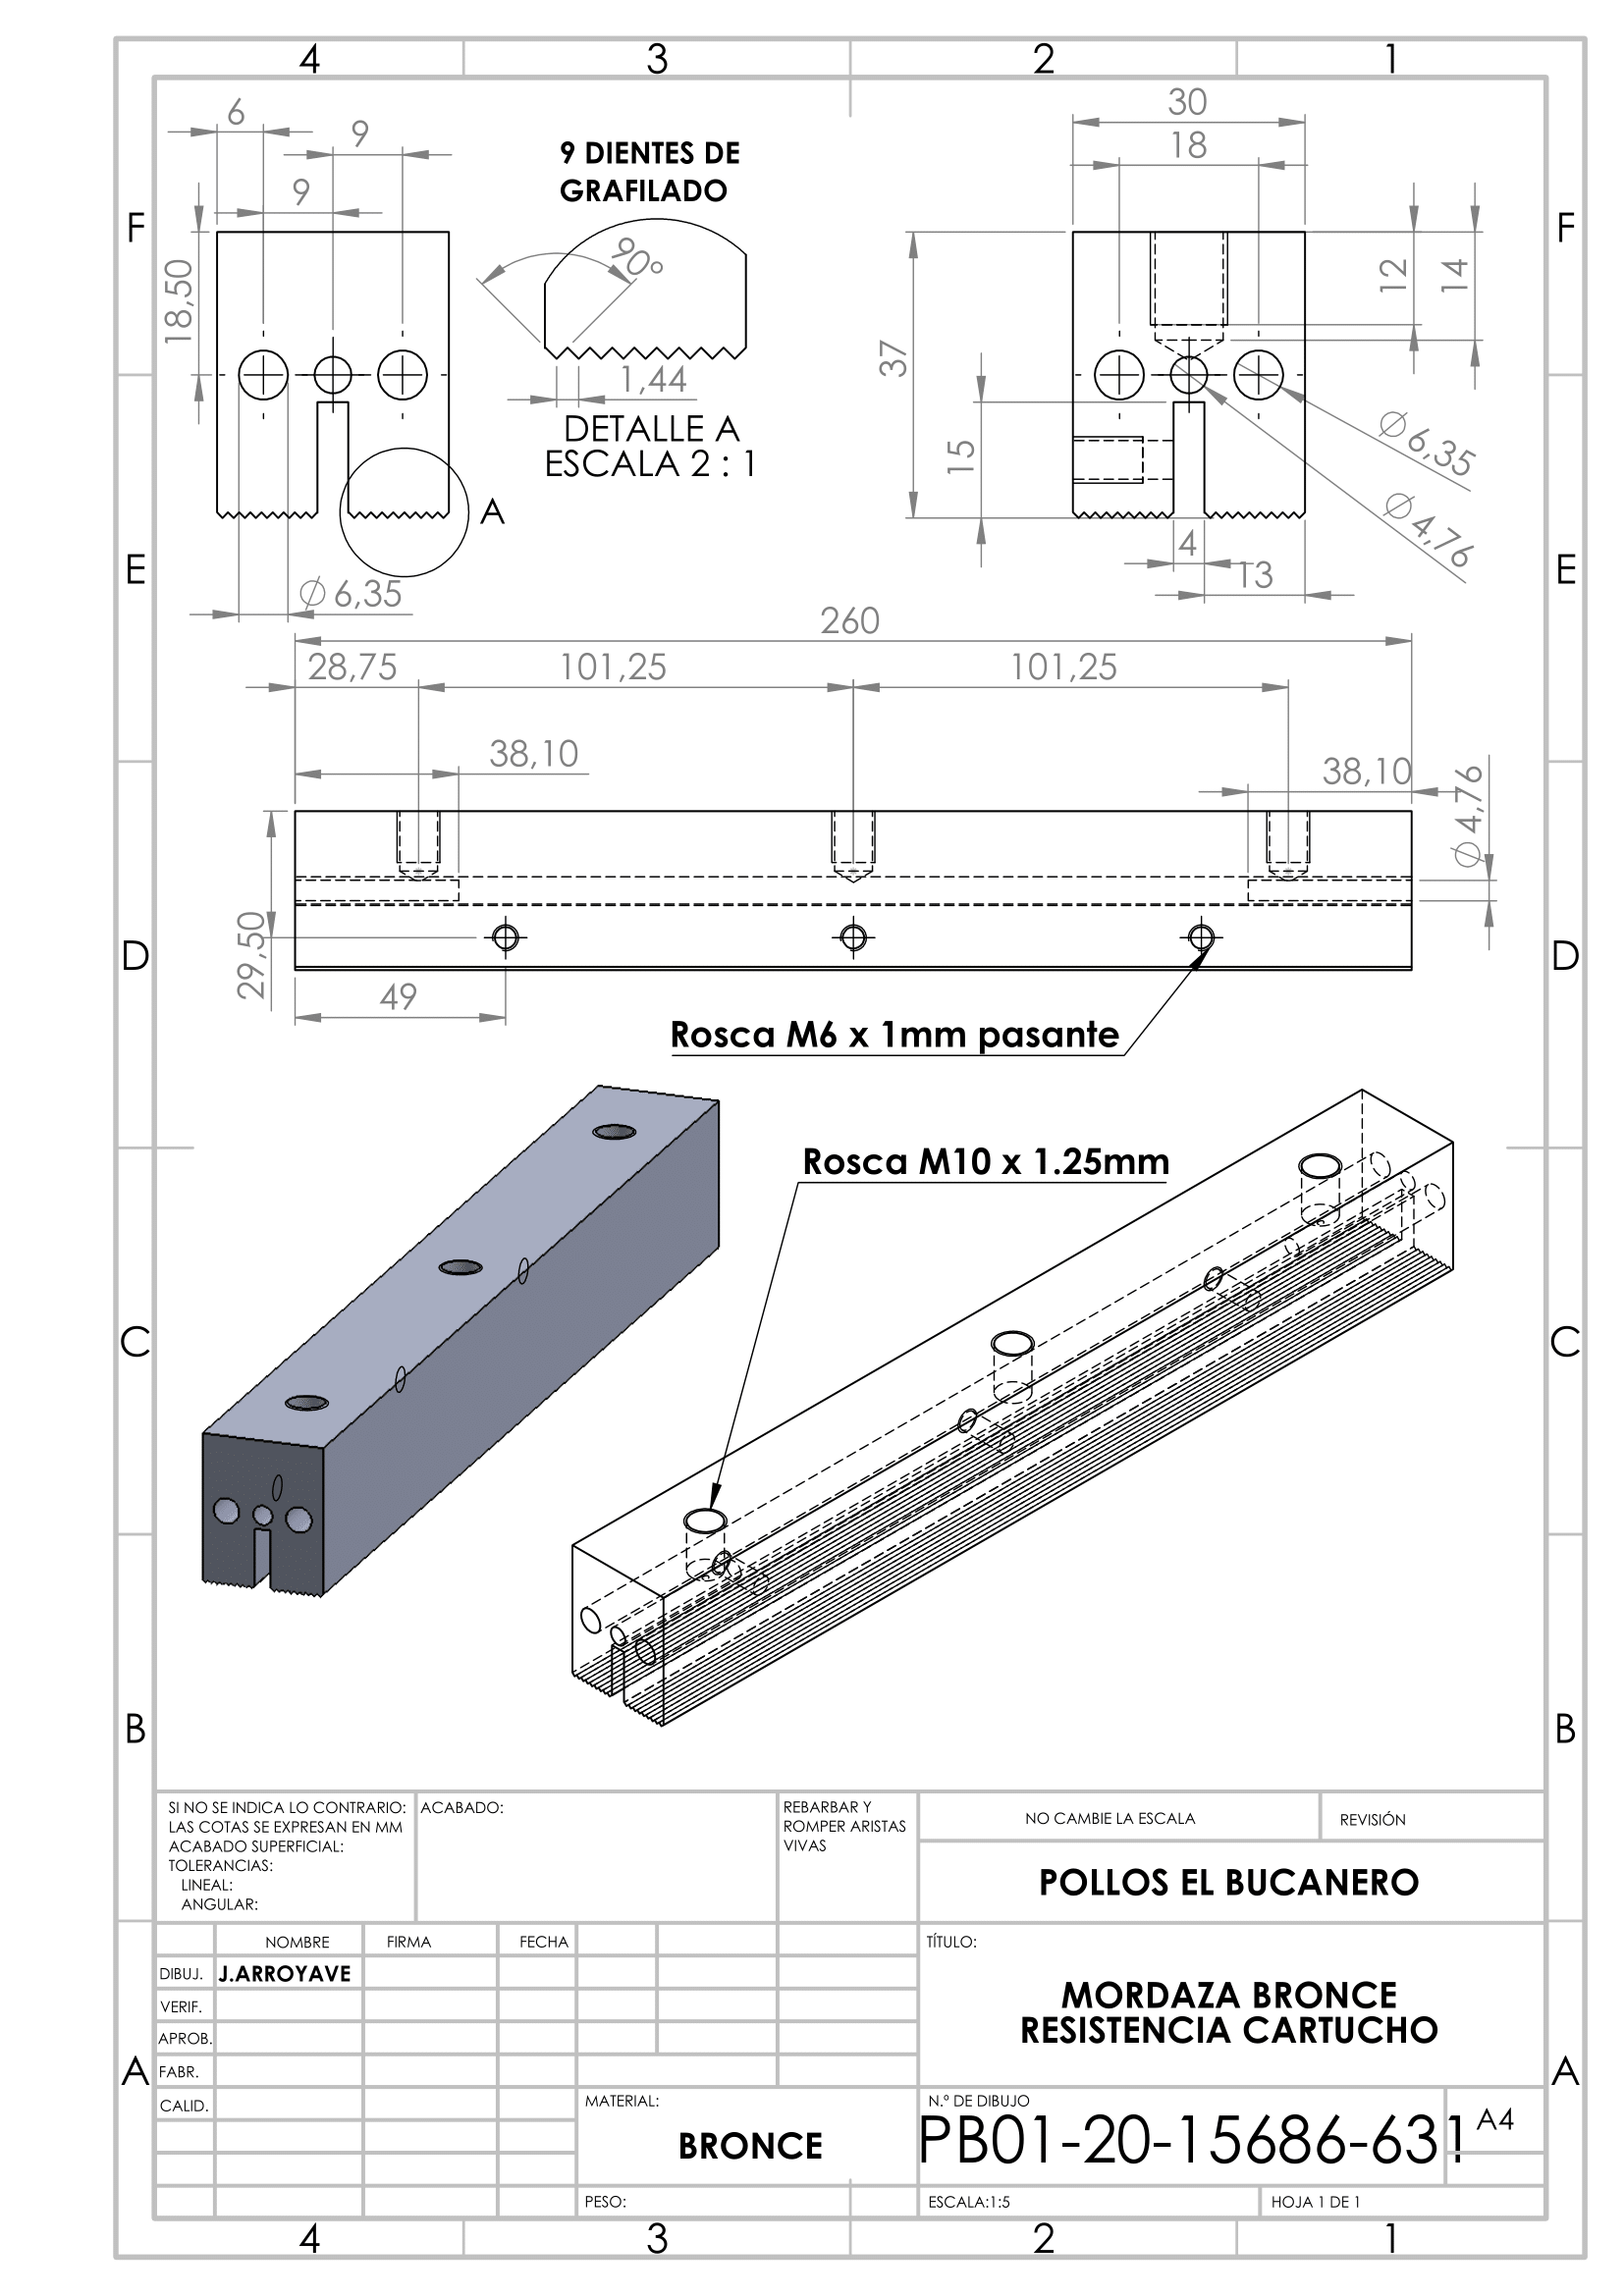 4 3 2 1
6
9
9
18,50
Ø 6,35
9 DIENTES DE
GRAFILADO
90°
1,44
DETALLE A
ESCALA 2 : 1
A
30
18
12
14
37
15
4
13
Ø 6,35
Ø 4,76
F F
E E
260
28,75 101,25 101,25
38,10 38,10
Ø 4,76
29,50
49
D D
Rosca M6 x 1mm pasante
Rosca M10 x 1.25mm
C C
B B
SI NO SE INDICA LO CONTRARIO:
LAS COTAS SE EXPRESAN EN MM
ACABADO SUPERFICIAL:
TOLERANCIAS:
LINEAL:
ANGULAR:
ACABADO:
REBARBAR Y
ROMPER ARISTAS
VIVAS
NO CAMBIE LA ESCALA
REVISIÓN
POLLOS EL BUCANERO
NOMBRE FIRMA FECHA
DIBUJ. J.ARROYAVE
VERIF.
APROB.
FABR.
CALID.
TÍTULO:
MORDAZA BRONCE
RESISTENCIA CARTUCHO
A A
MATERIAL:
BRONCE
N.º DE DIBUJO
PB01-20-15686-631
A4
PESO:
ESCALA:1:5
HOJA 1 DE 1
4 3 2 1